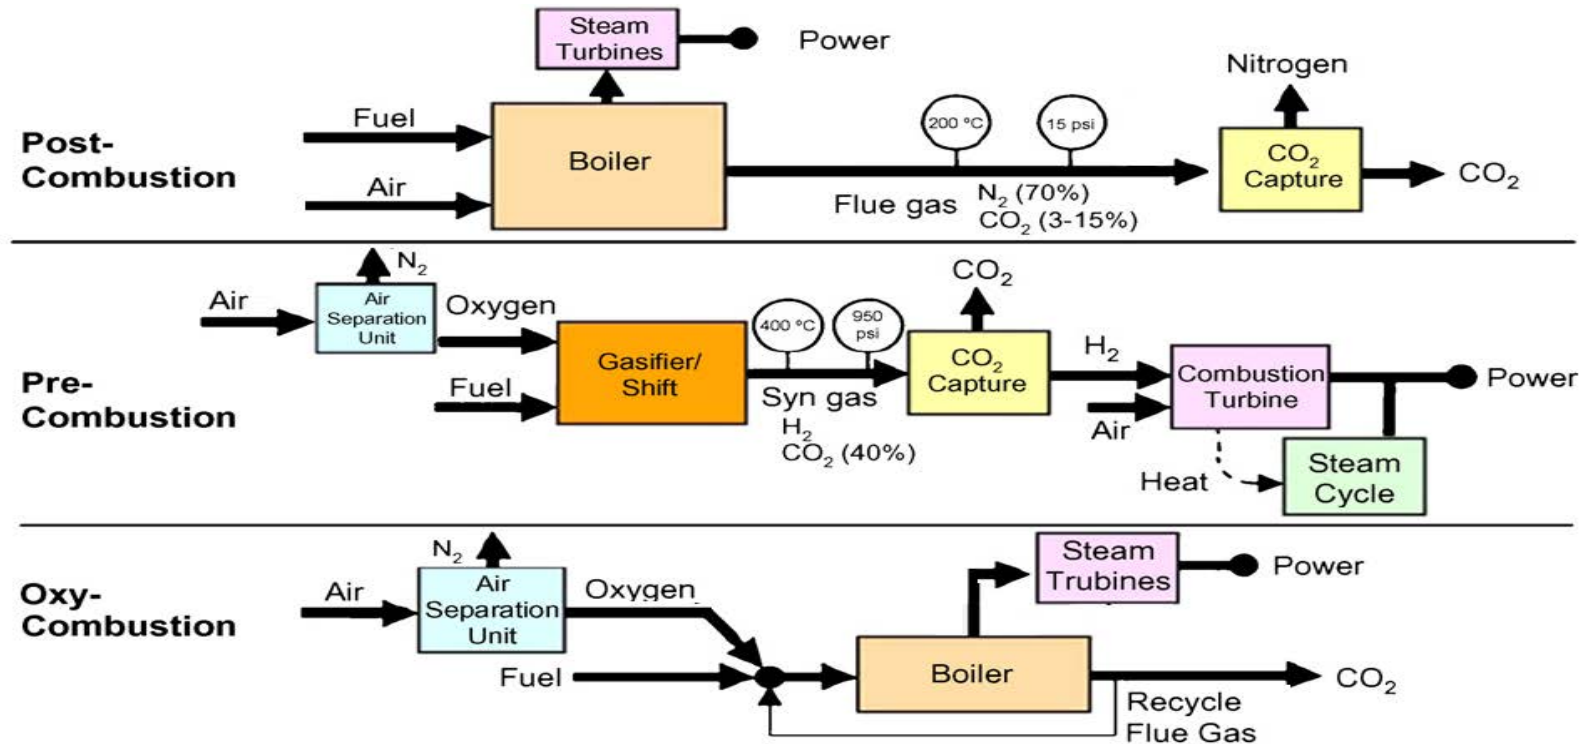 Post-
Combustion
Fuel
Air
Boiler
Steam
Turbines
Power
200 °C
15 psi
Flue gas
N₂ (70%)
CO₂ (3-15%)
Nitrogen
CO₂
Capture
CO₂
Pre-
Combustion
Air
N₂
Air
Separation
Unit
Oxygen
Fuel
Gasifier/
Shift
400 °C
950
psi
Syn gas
H₂
CO₂ (40%)
CO₂
CO₂
Capture
H₂
Air
Combustion
Turbine
Power
Heat
Steam
Cycle
Oxy-
Combustion
Air
N₂
Air
Separation
Unit
Oxygen
Fuel
Boiler
Steam
Trubines
Power
CO₂
Recycle
Flue Gas